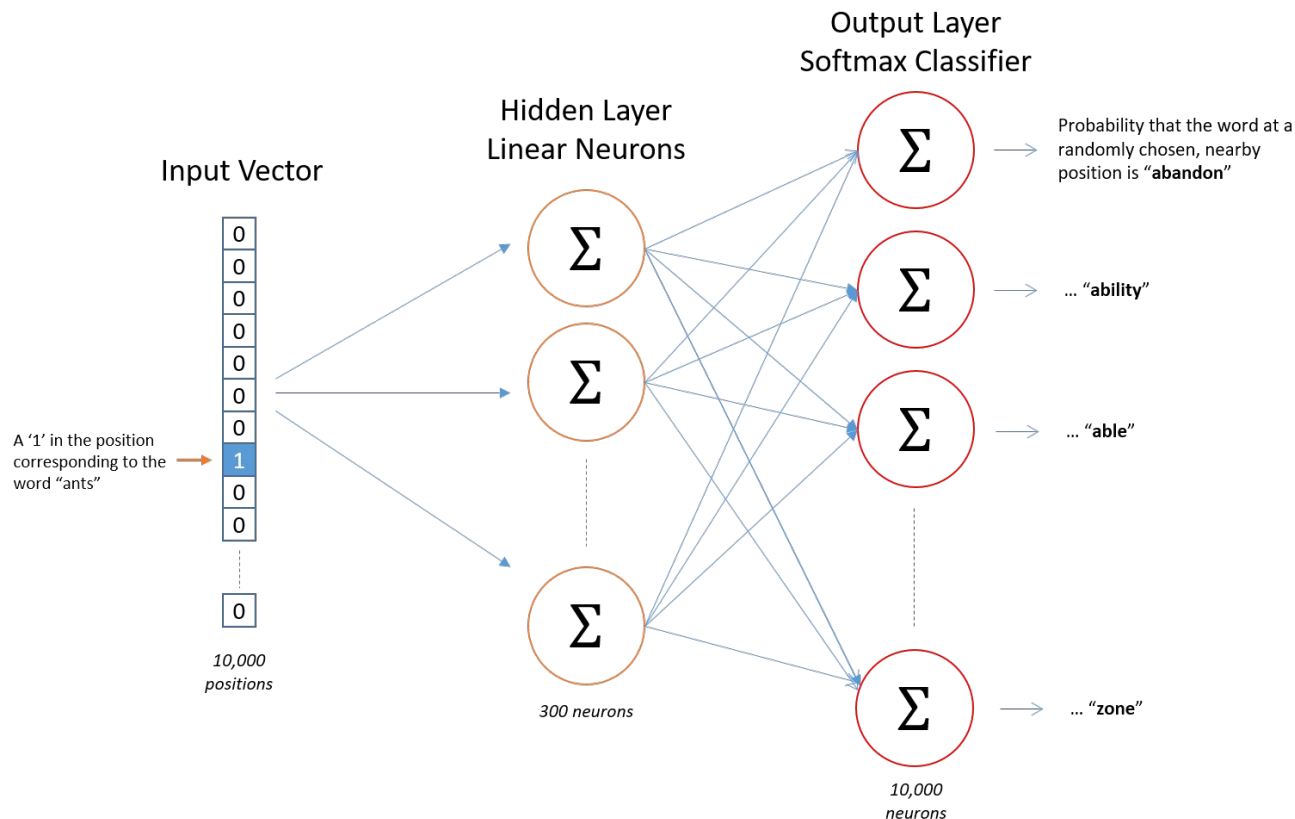 Output Layer
Softmax Classifier
Hidden Layer
Linear Neurons
Input Vector
0
0
0
0
0
0
0
1
0
0
0
A ‘1’ in the position
corresponding to the
word “ants”
10,000
positions
Σ
Σ
Σ
300 neurons
Σ
Σ
Σ
Σ
10,000
neurons
Probability that the word at a
randomly chosen, nearby
position is “abandon”
... “ability”
... “able”
... “zone”